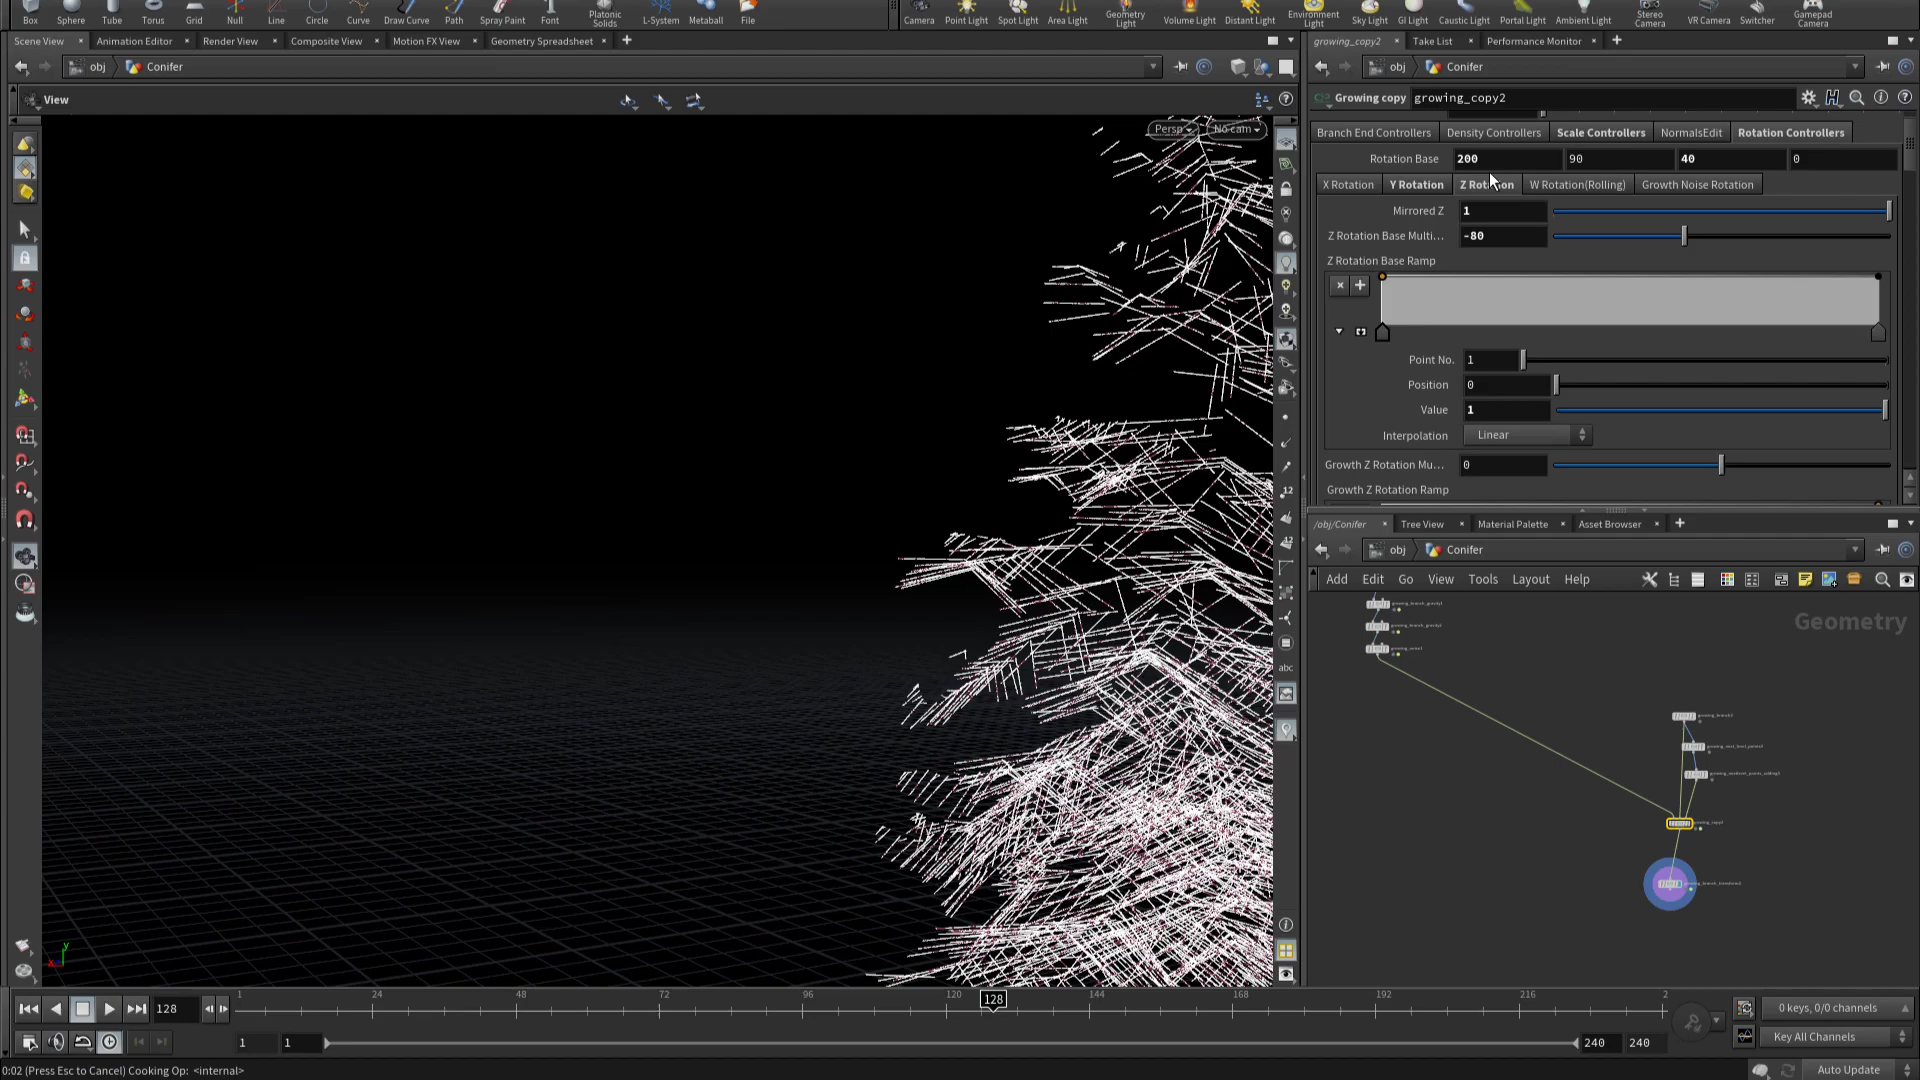 Box Sphere Tube Torus Grid Null Line Circle Curve Draw Curve Path Spray Paint Font Platonic Solids L-System Metaball File
Camera Point Light Spot Light Area Light Geometry Light Volume Light Distant Light Environment Light Sky Light GI Light Caustic Light Portal Light Ambient Light Stereo Camera VR Camera Switcher Gamepad Camera
Scene View Animation Editor Render View Composite View Motion FX View Geometry Spreadsheet
growing_copy2 Take List Performance Monitor
obj Conifer
obj Conifer
View
Persp No cam
Growing copy growing_copy2
Branch End Controllers Density Controllers Scale Controllers NormalsEdit Rotation Controllers
Rotation Base 200 90 40 0
X Rotation Y Rotation Z Rotation W Rotation(Rolling) Growth Noise Rotation
Mirrored Z 1
Z Rotation Base Multi... -80
Z Rotation Base Ramp
Point No. 1
Position 0
Value 1
Interpolation Linear
Growth Z Rotation Mu... 0
Growth Z Rotation Ramp
/obj/Conifer Tree View Material Palette Asset Browser
obj Conifer
Add Edit Go View Tools Layout Help
Geometry
12
12
abc
y
x
128
1 24 48 72 96 120 128 144 168 192 216 2
0 keys, 0/0 channels
1 1 240 240
Key All Channels
0:02 (Press Esc to Cancel) Cooking Op: <internal>
Auto Update